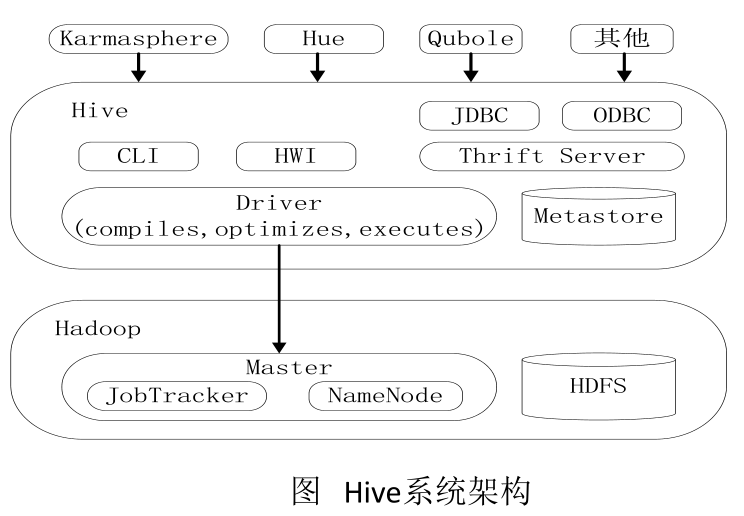 Karmasphere Hue Qubole 其他
Hive
JDBC ODBC
CLI HWI Thrift Server
Driver
(compiles,optimizes,executes)
Metastore
Hadoop
Master
JobTracker NameNode
HDFS
图 Hive系统架构